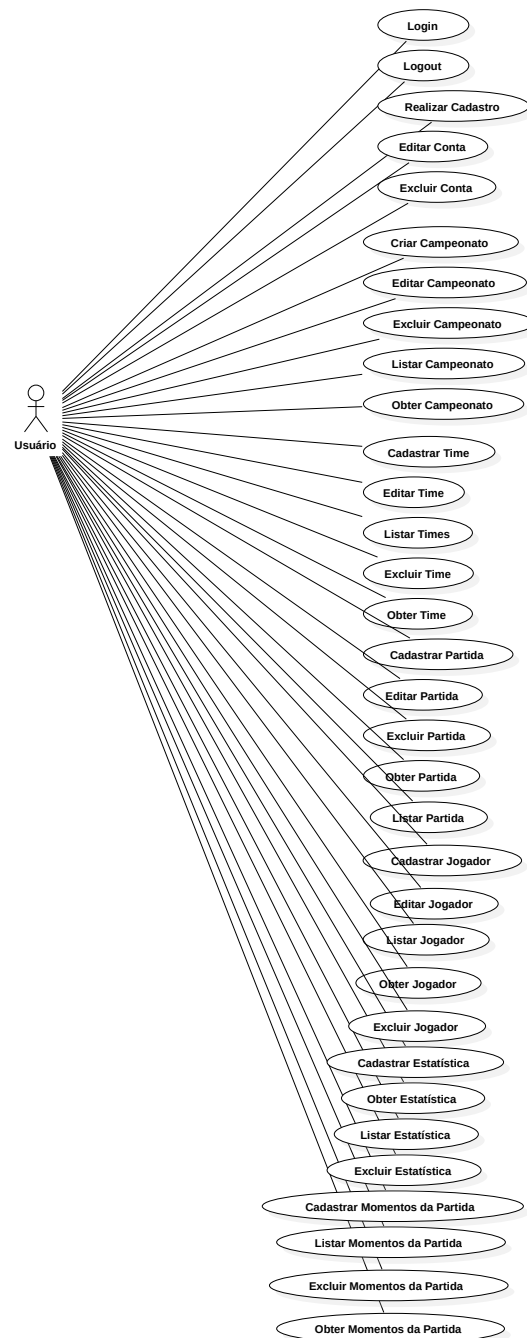 Login
Logout
Realizar Cadastro
Editar Conta
Excluir Conta
Criar Campeonato
Editar Campeonato
Excluir Campeonato
Listar Campeonato
Obter Campeonato
Usuário
Cadastrar Time
Editar Time
Listar Times
Excluir Time
Obter Time
Cadastrar Partida
Editar Partida
Excluir Partida
Obter Partida
Listar Partida
Cadastrar Jogador
Editar Jogador
Listar Jogador
Obter Jogador
Excluir Jogador
Cadastrar Estatística
Obter Estatística
Listar Estatística
Excluir Estatística
Cadastrar Momentos da Partida
Listar Momentos da Partida
Excluir Momentos da Partida
Obter Momentos da Partida